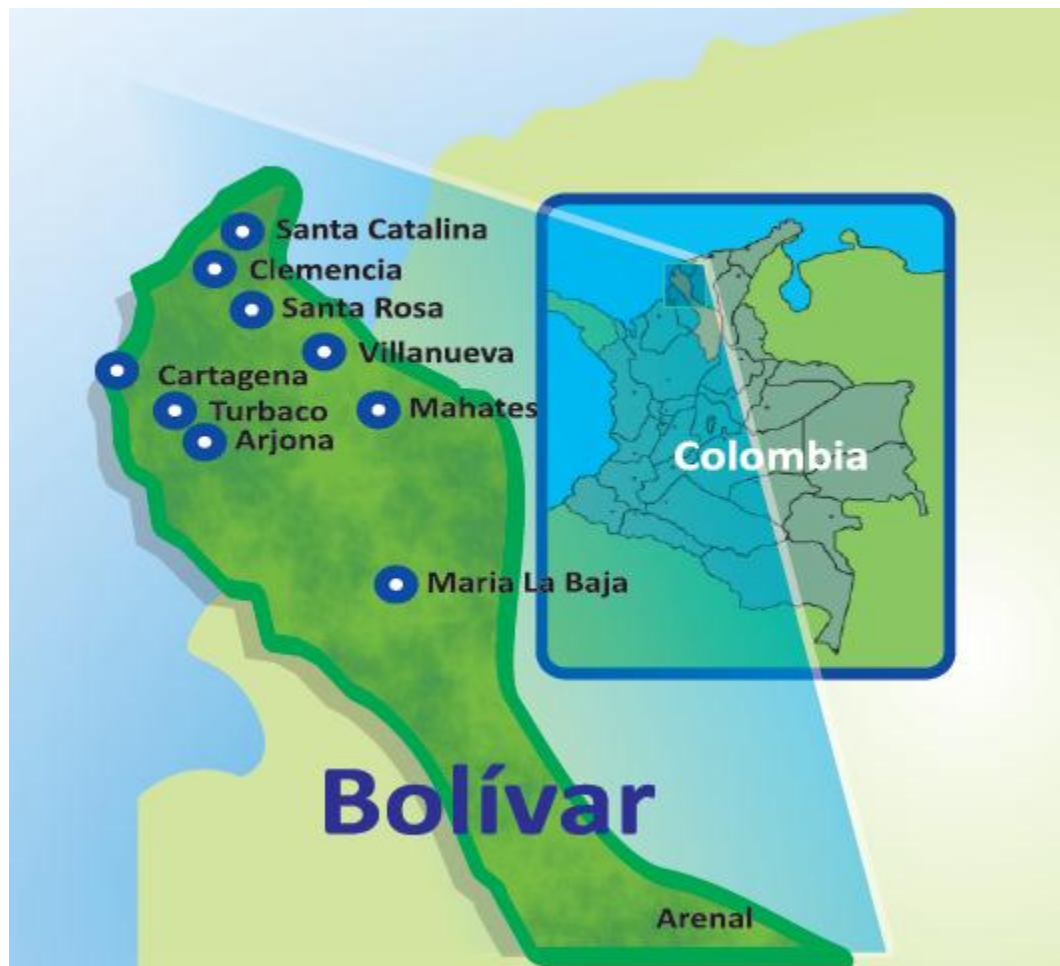 Santa Catalina
Clemencia
Santa Rosa
Villanueva
Cartagena
Turbaco
Mahates
Arjona
Colombia
Maria La Baja
Bolívar
Arenal